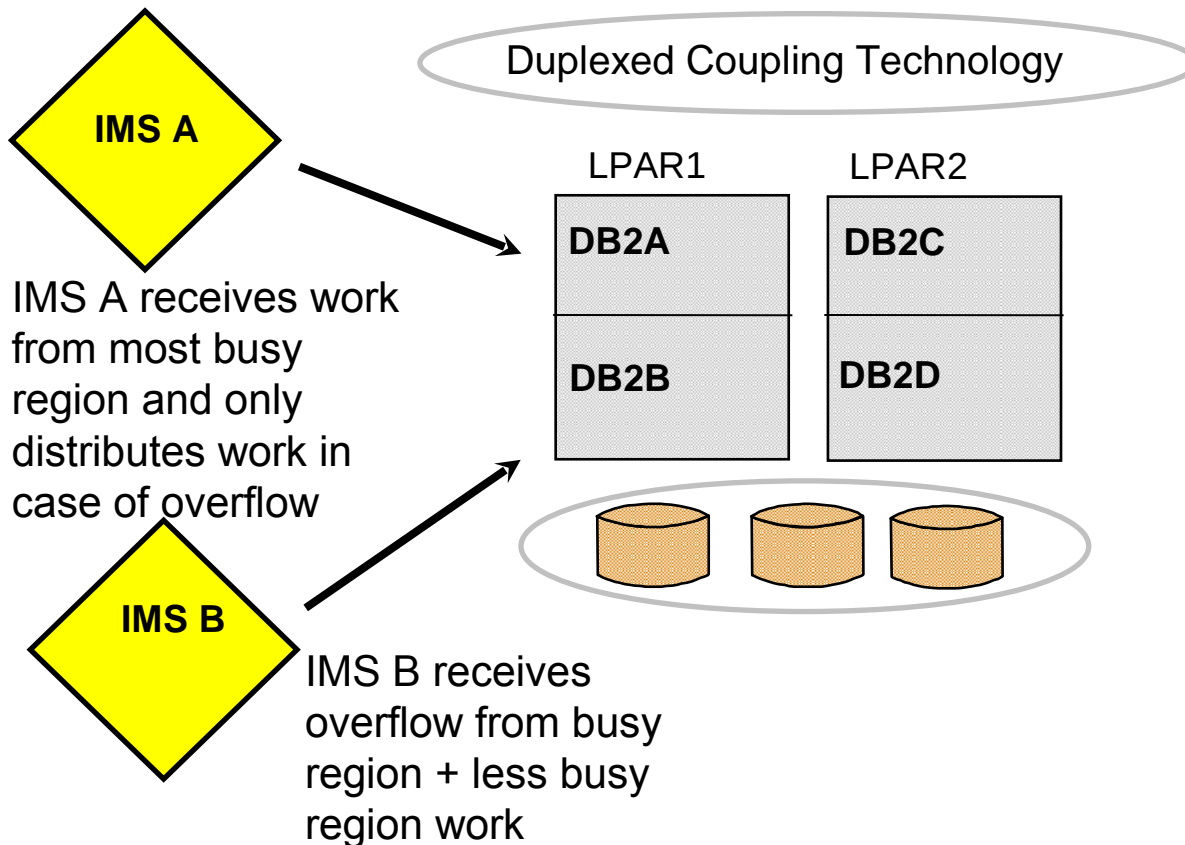 Duplexed Coupling Technology
IMS A
LPAR1
LPAR2
DB2A
DB2C
DB2B
DB2D
IMS A receives work
from most busy
region and only
distributes work in
case of overflow
IMS B
IMS B receives
overflow from busy
region + less busy
region work